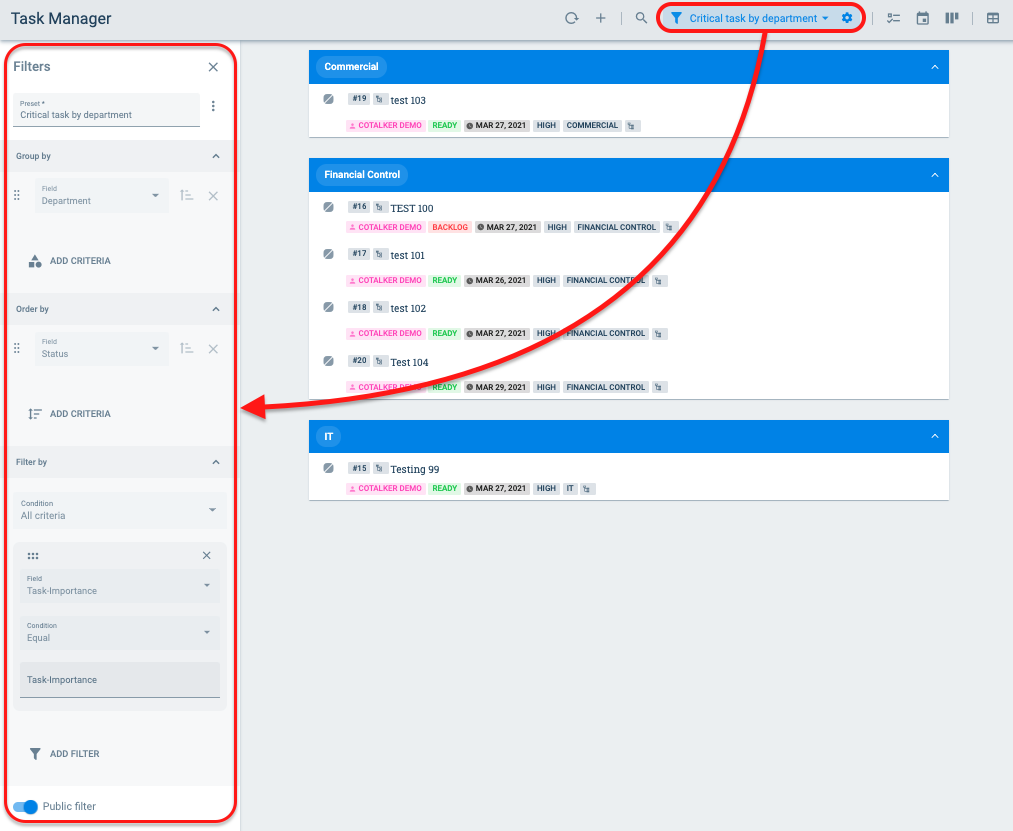 Task Manager
Critical task by department
Filters
Preset *
Critical task by department
Group by
Field
Department
ADD CRITERIA
Order by
Field
Status
ADD CRITERIA
Filter by
Condition
All criteria
Field
Task-Importance
Condition
Equal
Task-Importance
ADD FILTER
Public filter
Commercial
#19 test 103
COTALKER DEMO READY MAR 27, 2021 HIGH COMMERCIAL
Financial Control
#16 TEST 100
COTALKER DEMO BACKLOG MAR 27, 2021 HIGH FINANCIAL CONTROL
#17 test 101
COTALKER DEMO READY MAR 26, 2021 HIGH FINANCIAL CONTROL
#18 test 102
COTALKER DEMO READY MAR 27, 2021 HIGH FINANCIAL CONTROL
#20 Test 104
COTALKER DEMO READY MAR 29, 2021 HIGH FINANCIAL CONTROL
IT
#15 Testing 99
COTALKER DEMO READY MAR 27, 2021 HIGH IT